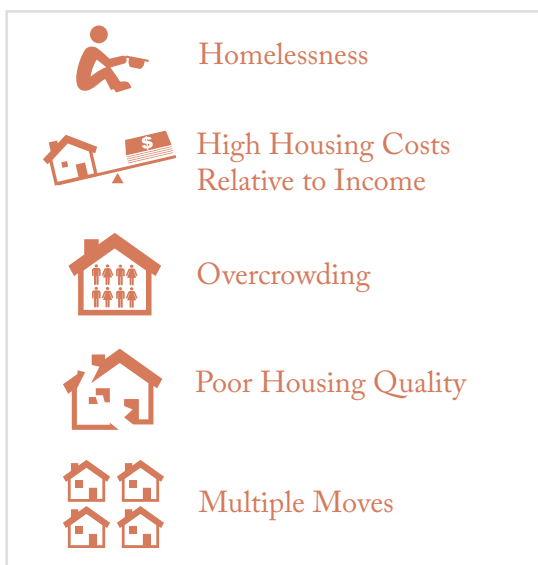 Homelessness
$
High Housing Costs
Relative to Income
Overcrowding
Poor Housing Quality
Multiple Moves